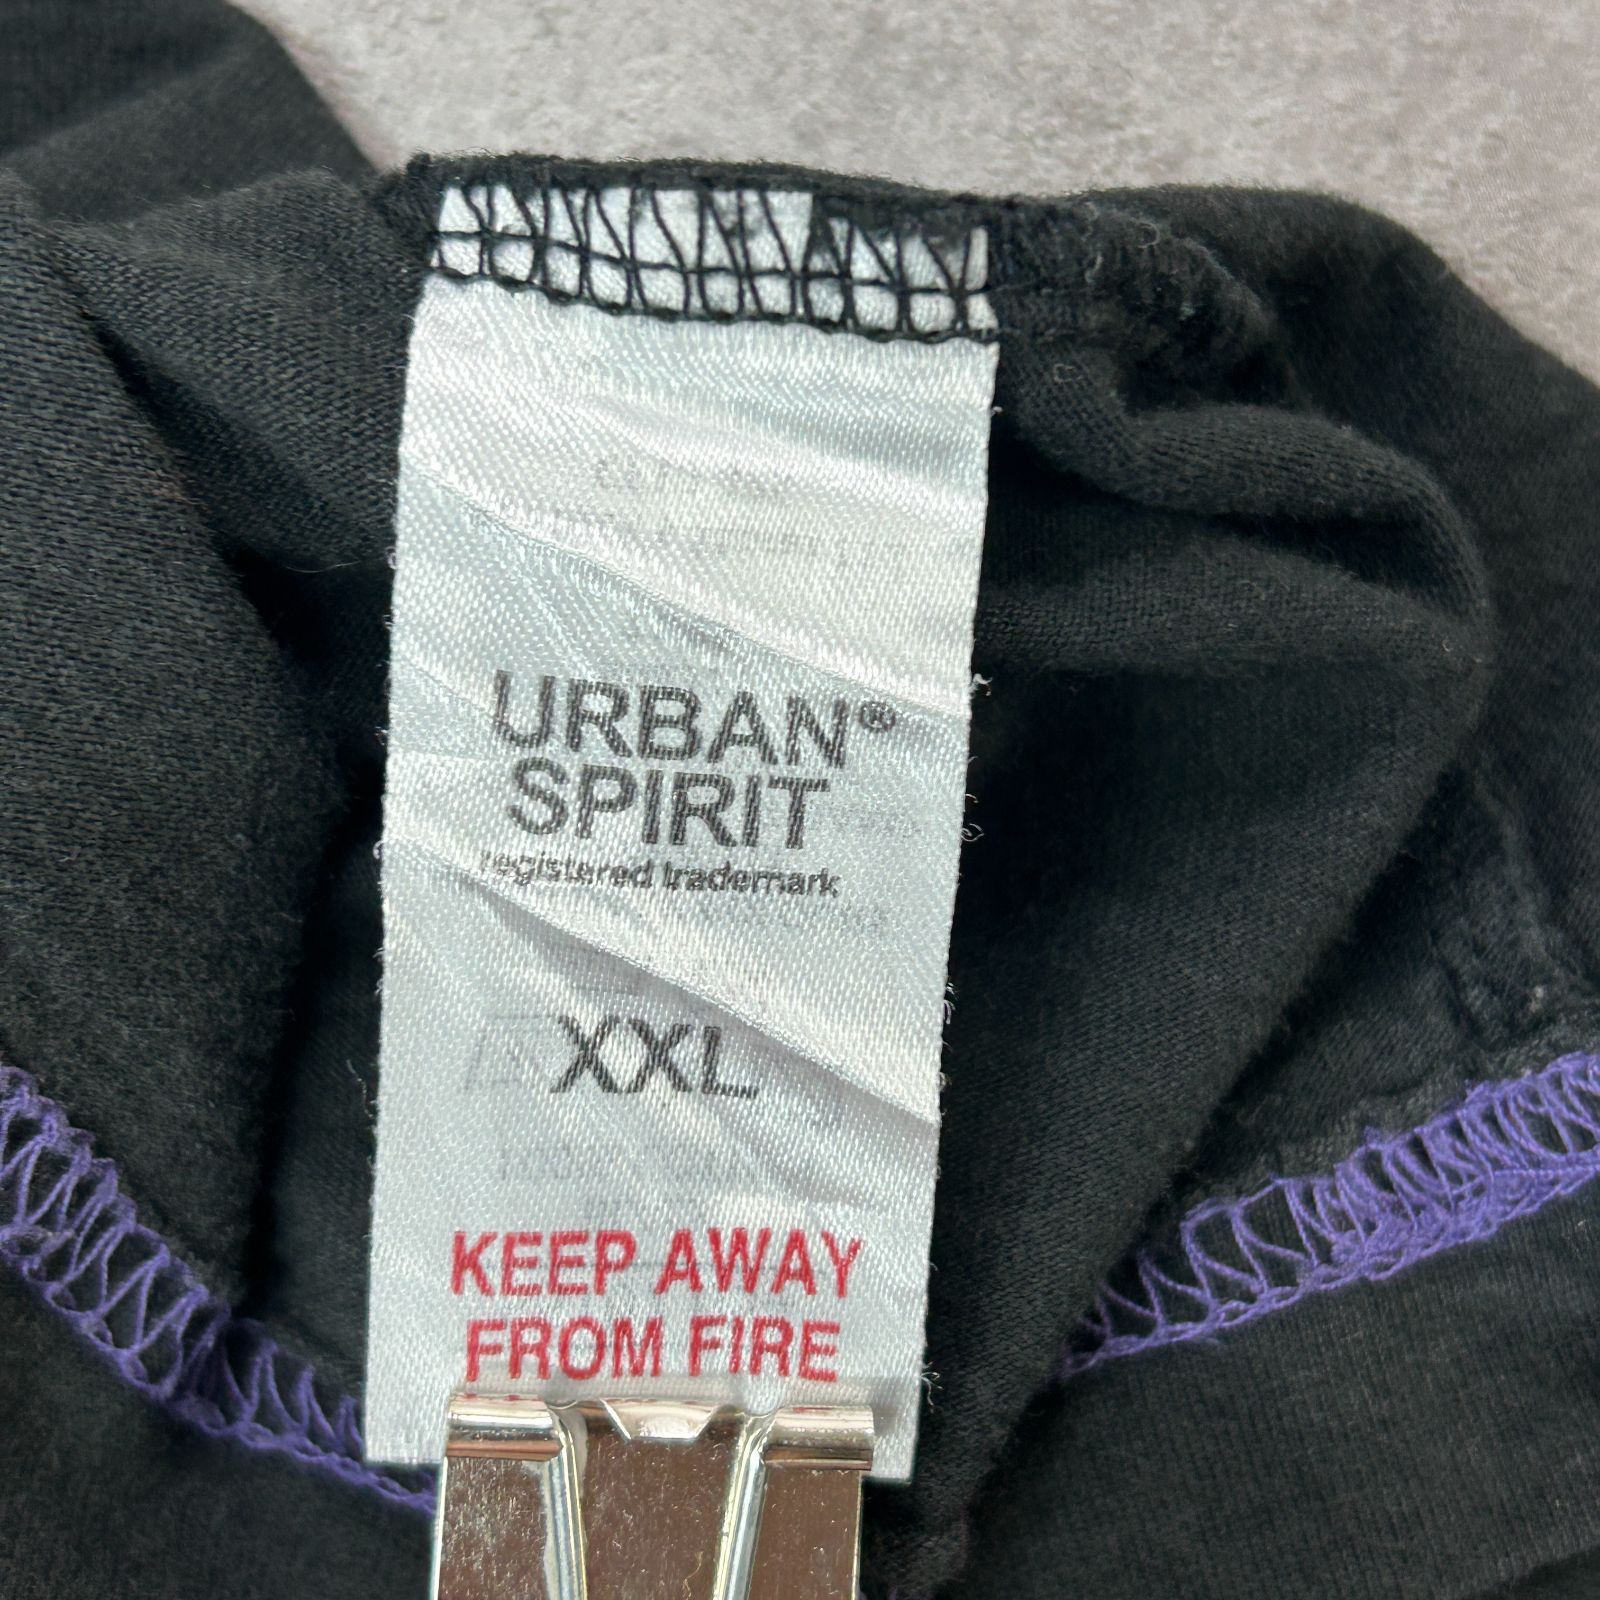 URBAN®
SPIRIT
registered trademark
XXL
KEEP AWAY
FROM FIRE